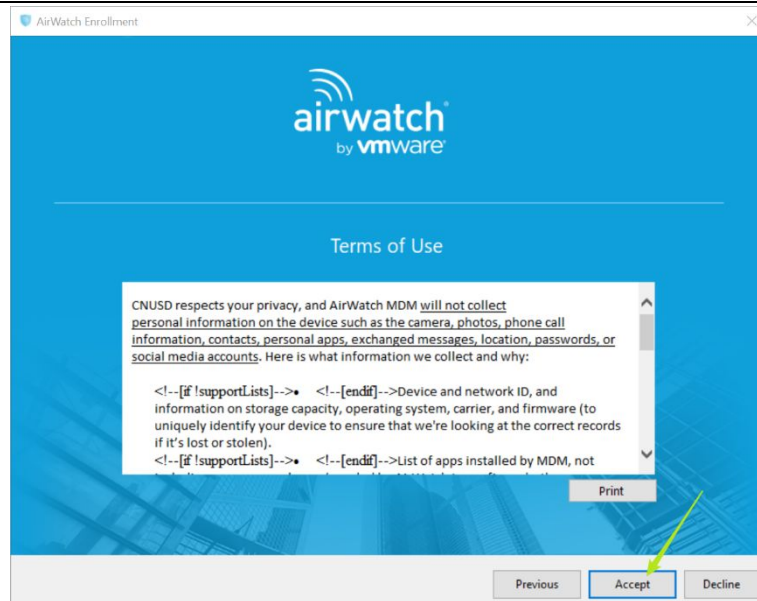 AirWatch Enrollment
airwatch
by vmware
Terms of Use
CNUSD respects your privacy, and AirWatch MDM will not collect
personal information on the device such as the camera, photos, phone call
information, contacts, personal apps, exchanged messages, location, passwords, or
social media accounts. Here is what information we collect and why:
<!--[if !supportLists]-->• <!--[endif]-->Device and network ID, and
information on storage capacity, operating system, carrier, and firmware (to
uniquely identify your device to ensure that we're looking at the correct records
if it's lost or stolen).
<!--[if !supportLists]-->• <!--[endif]-->List of apps installed by MDM, not
Print
Previous
Accept
Decline